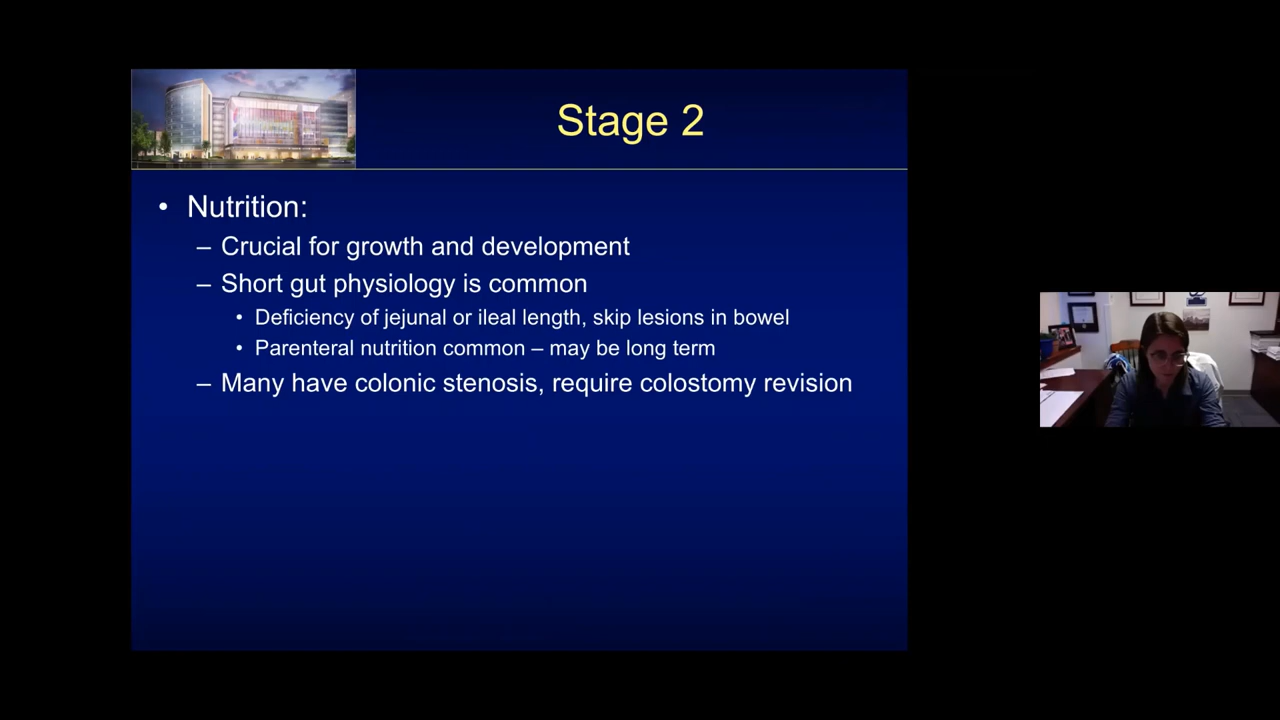 Stage 2
• Nutrition:
– Crucial for growth and development
– Short gut physiology is common
• Deficiency of jejunal or ileal length, skip lesions in bowel
• Parenteral nutrition common – may be long term
– Many have colonic stenosis, require colostomy revision